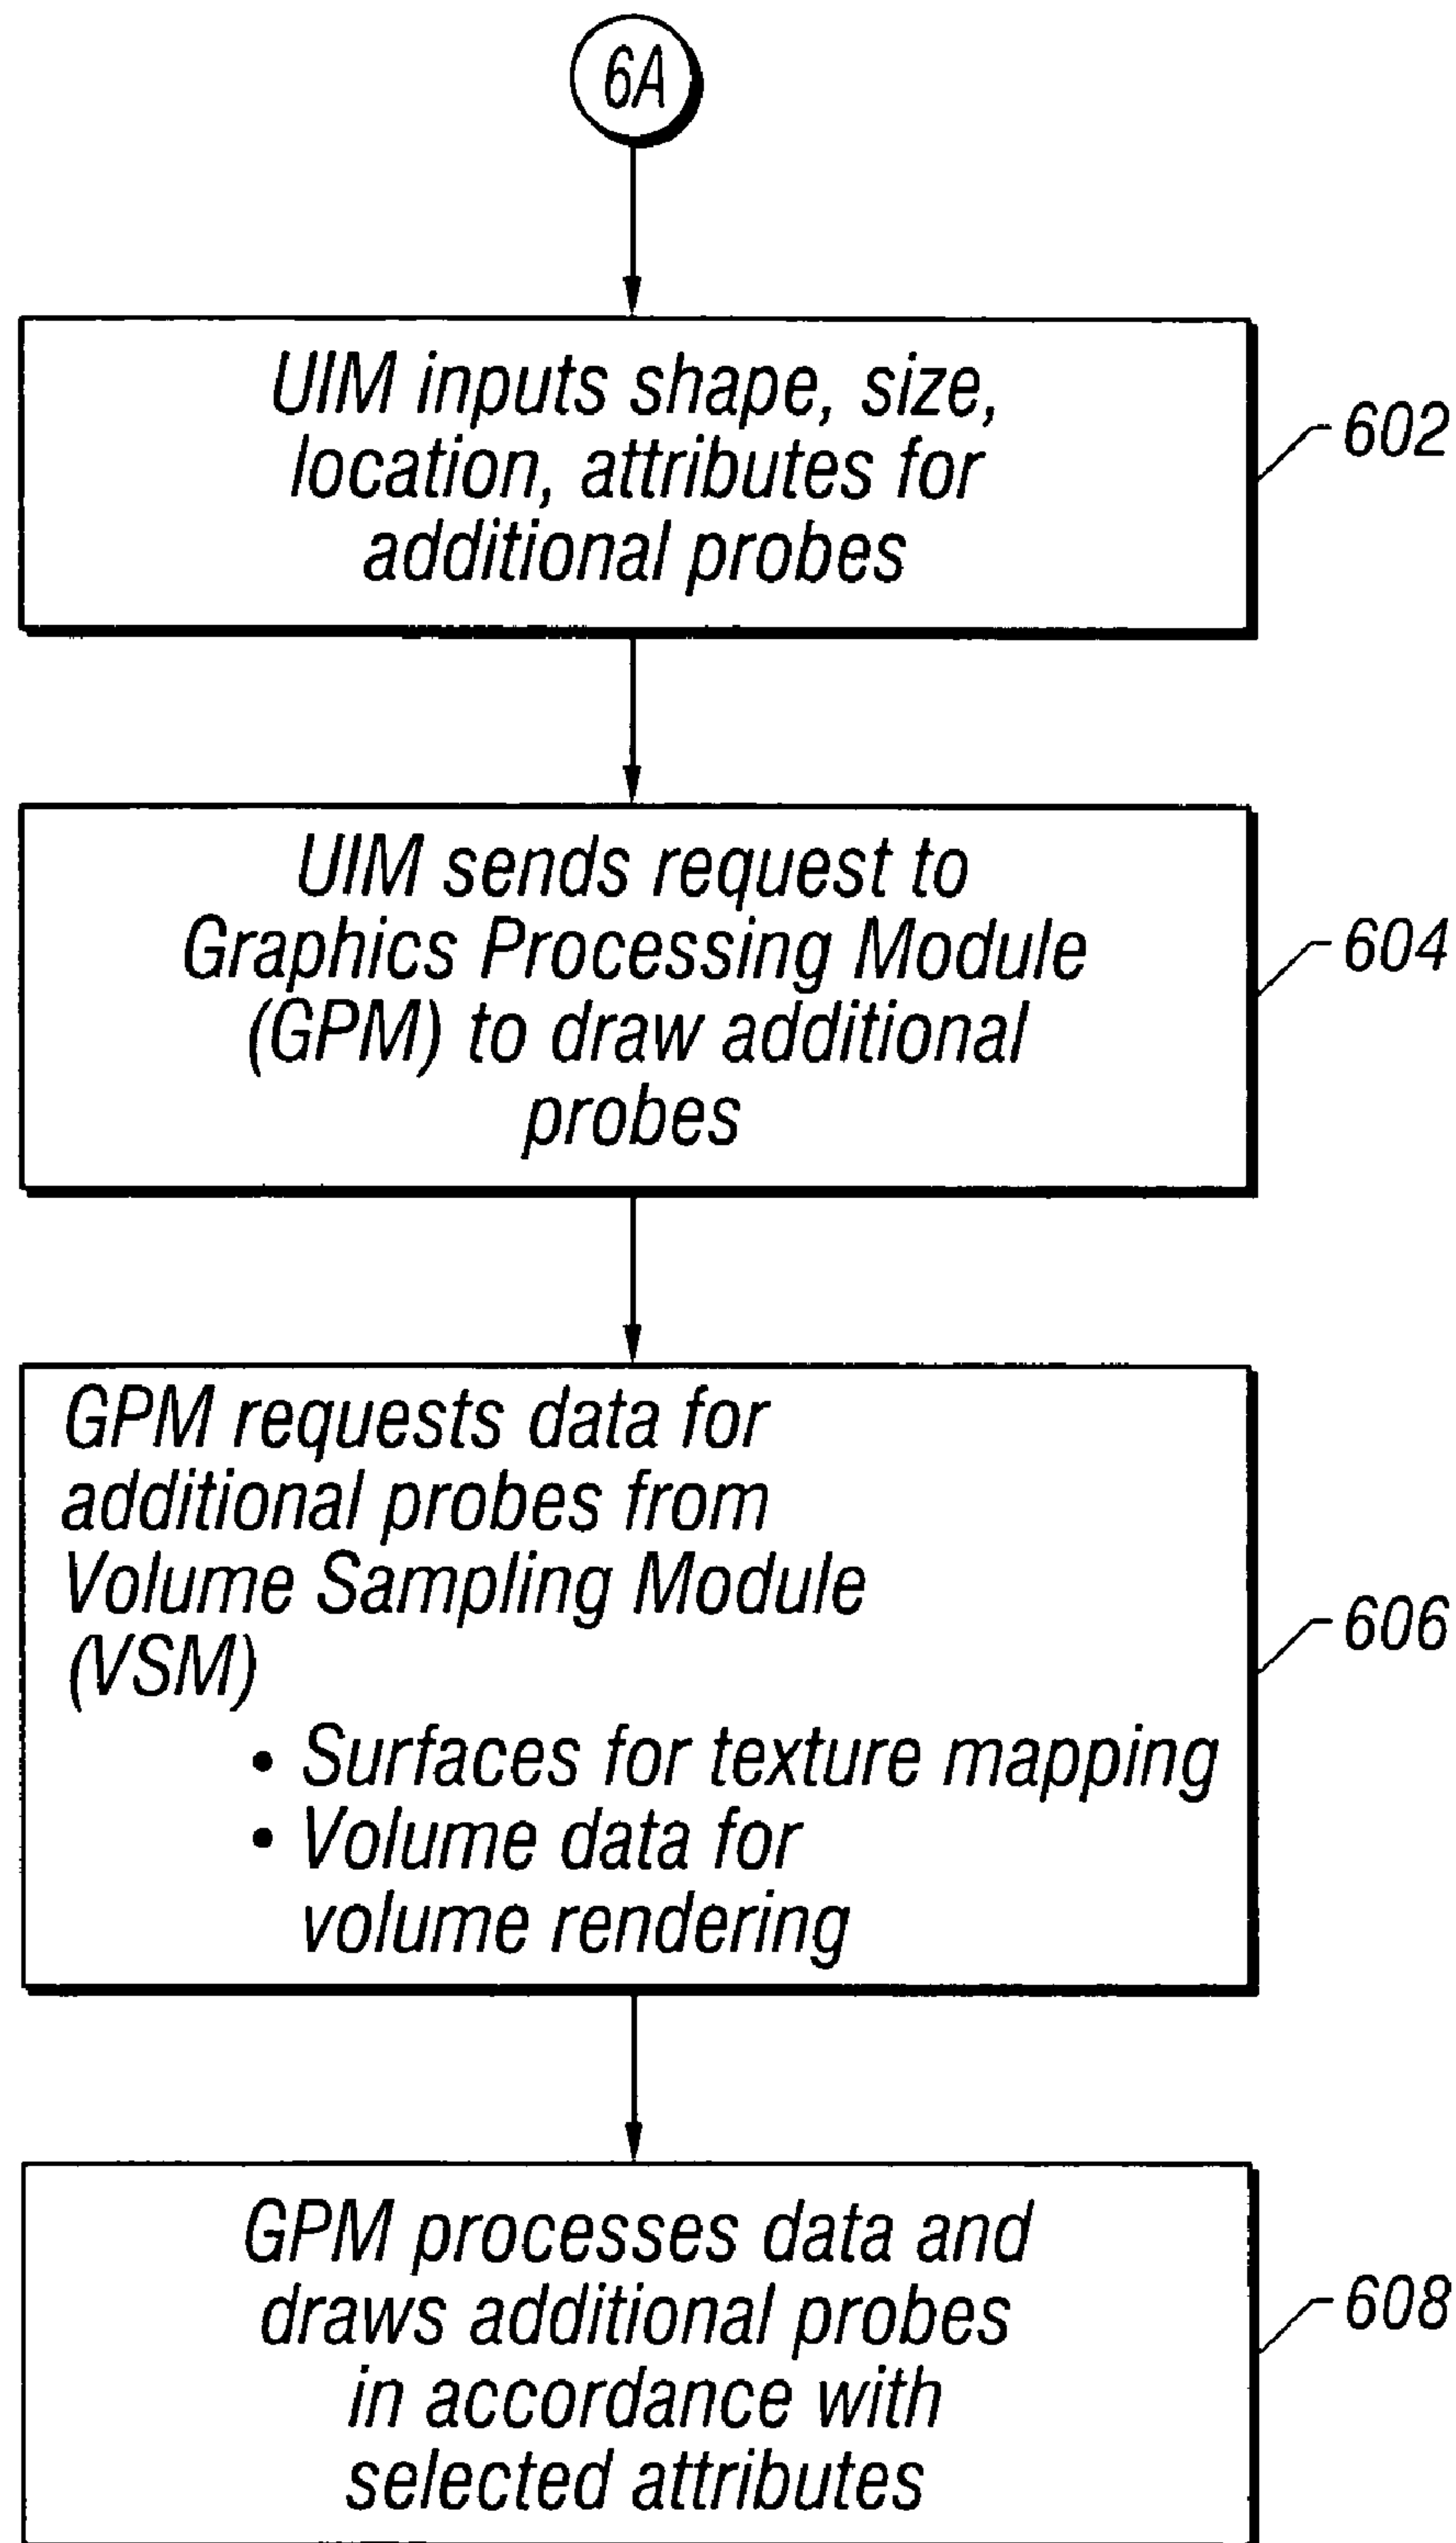 6A
UIM inputs shape, size,
location, attributes for
additional probes
602
UIM sends request to
Graphics Processing Module
(GPM) to draw additional
probes
604
GPM requests data for
additional probes from
Volume Sampling Module
(VSM)
• Surfaces for texture mapping
• Volume data for
volume rendering
606
GPM processes data and
draws additional probes
in accordance with
selected attributes
608